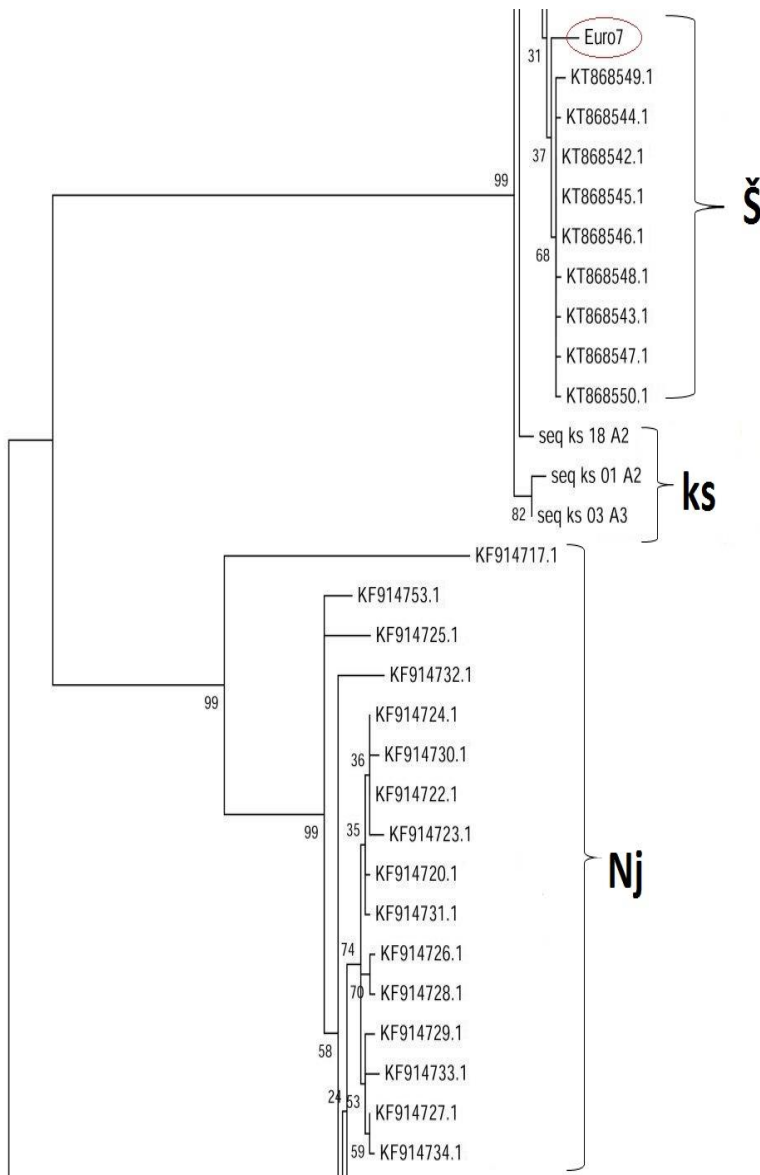 31
Euro7
KT868549.1
KT868544.1
37
KT868542.1
99
KT868545.1
Š
KT868546.1
68
KT868548.1
KT868543.1
KT868547.1
KT868550.1
seq ks 18 A2
seq ks 01 A2
ks
82
seq ks 03 A3
KF914717.1
KF914753.1
KF914725.1
99
KF914732.1
KF914724.1
36
KF914730.1
KF914722.1
99
35
KF914723.1
Nj
KF914720.1
KF914731.1
74
KF914726.1
70
KF914728.1
KF914729.1
58
KF914733.1
24
53
KF914727.1
59
KF914734.1